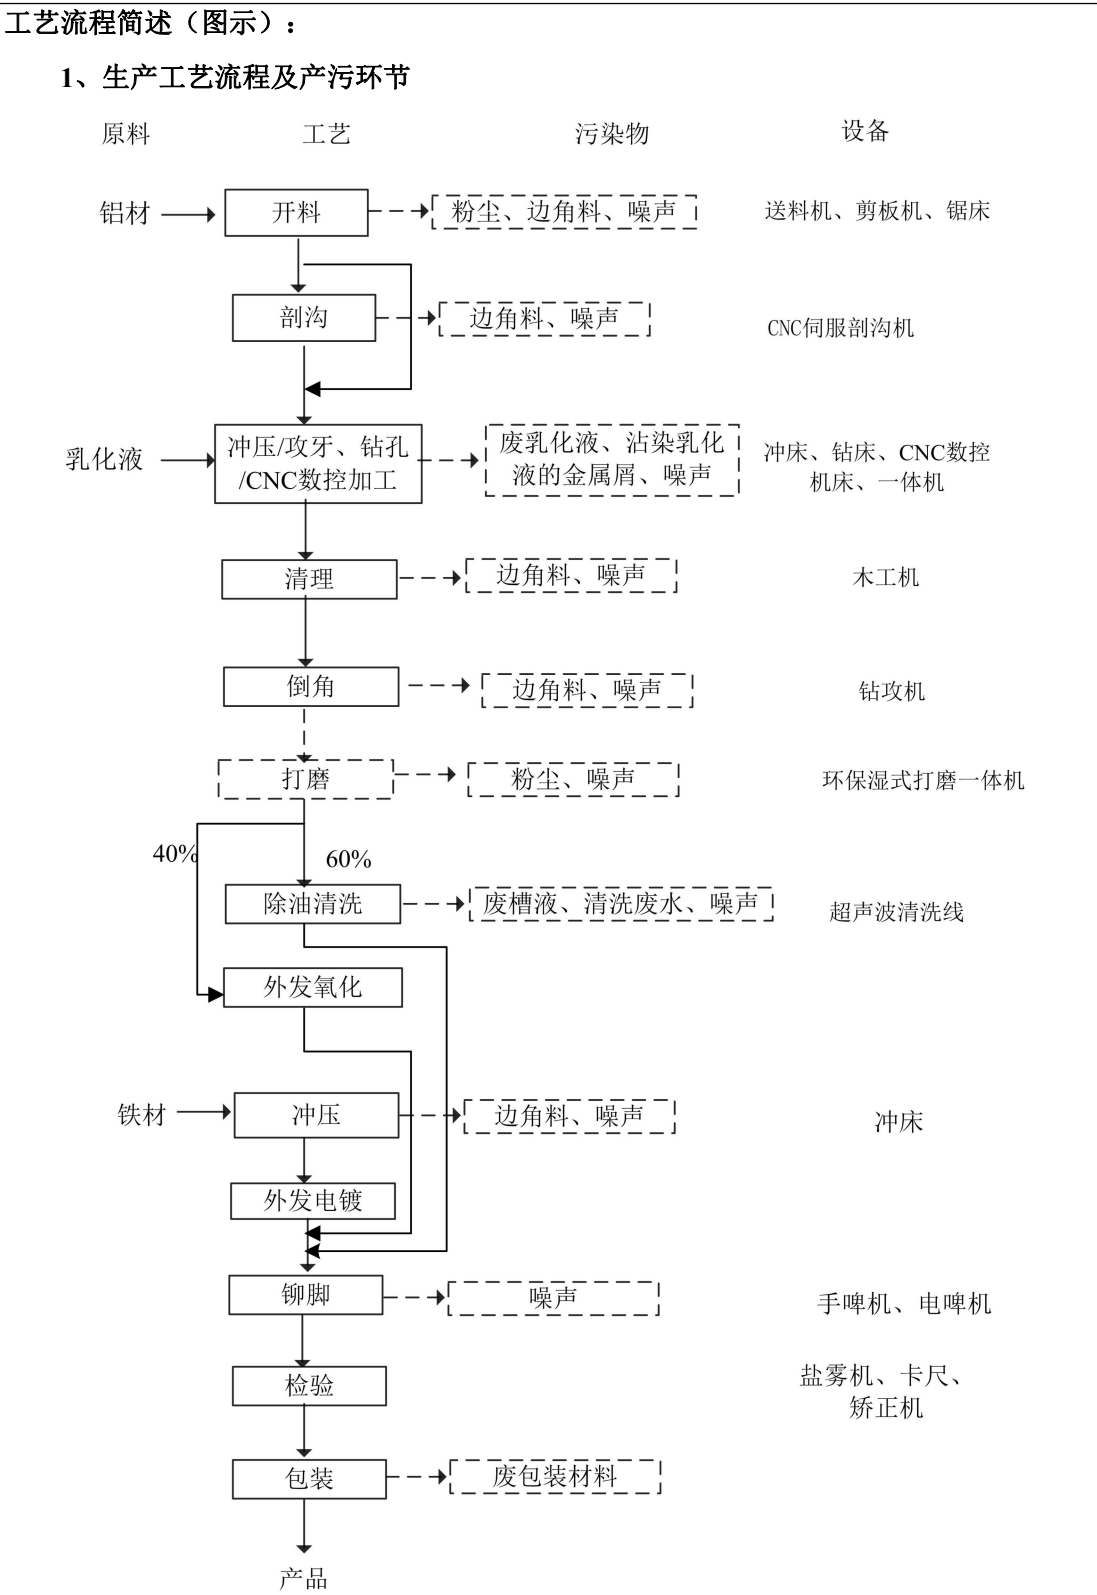 工艺流程简述（图示）：
1、生产工艺流程及产污环节
原料 工艺 污染物 设备
铝材 开料 粉尘、边角料、噪声 送料机、剪板机、锯床
剖沟 边角料、噪声 CNC伺服剖沟机
乳化液 冲压/攻牙、钻孔 废乳化液、沾染乳化 冲床、钻床、CNC数控
/CNC数控加工 液的金属屑、噪声 机床、一体机
清理 边角料、噪声 木工机
倒角 边角料、噪声 钻攻机
打磨 粉尘、噪声 环保湿式打磨一体机
40% 60%
除油清洗 废槽液、清洗废水、噪声 超声波清洗线
外发氧化
铁材 冲压 边角料、噪声 冲床
外发电镀
铆脚 噪声 手啤机、电啤机
检验 盐雾机、卡尺、
矫正机
包装 废包装材料
产品